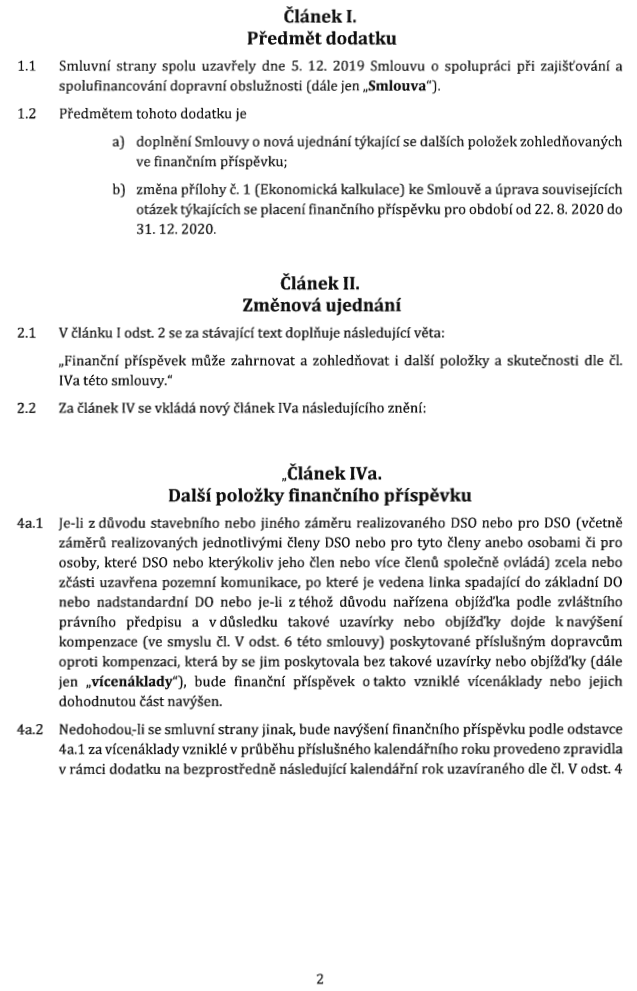 Článek I.
Předmět dodatku
1.1 Smluvní strany spolu uzavřely dne 5. 12. 2019 Smlouvu o spolupráci při zajišťování a
spolufinancování dopravní obslužnosti (dále jen „Smlouva“).
1.2 Předmětem tohoto dodatku je
a) doplnění Smlouvy o nová ujednání týkající se dalších položek zohledňovaných
ve finančním příspěvku;
b) změna přílohy č. 1 (Ekonomická kalkulace) ke Smlouvě a úprava souvisejících
otázek týkajících se placení finančního příspěvku pro období od 22. 8. 2020 do
31. 12. 2020.
Článek II.
Změnová ujednání
2.1 V článku I odst. 2 se za stávající text doplňuje následující věta:
„Finanční příspěvek může zahrnovat a zohledňovat i další položky a skutečnosti dle čl.
IVa této smlouvy.“
2.2 Za článek IV se vkládá nový článek IVa následujícího znění:
„Článek IVa.
Další položky finančního příspěvku
4a.1 Je-li z důvodu stavebního nebo jiného záměru realizovaného DSO nebo pro DSO (včetně
záměrů realizovaných jednotlivými členy DSO nebo pro tyto členy anebo osobami či pro
osoby, které DSO nebo kterýkoliv jeho člen nebo více členů společně ovládá) zcela nebo
zčásti uzavřena pozemní komunikace, po které je vedena linka spadající do základní DO
nebo nadstandardní DO nebo je-li z téhož důvodu nařízena objížďka podle zvláštního
právního předpisu a v důsledku takové uzavírky nebo objížďky dojde k navýšení
kompenzace (ve smyslu čl. V odst. 6 této smlouvy) poskytované příslušným dopravcům
oproti kompenzaci, která by se jim poskytovala bez takové uzavírky nebo objížďky (dále
jen „vícenáklady“), bude finanční příspěvek o takto vzniklé vícenáklady nebo jejich
dohodnutou část navýšen.
4a.2 Nedohodou-li se smluvní strany jinak, bude navýšení finančního příspěvku podle odstavce
4a.1 za vícenáklady vzniklé v průběhu příslušného kalendářního roku provedeno zpravidla
v rámci dodatku na bezprostředně následující kalendářní rok uzavíraného dle čl. V odst. 4
2